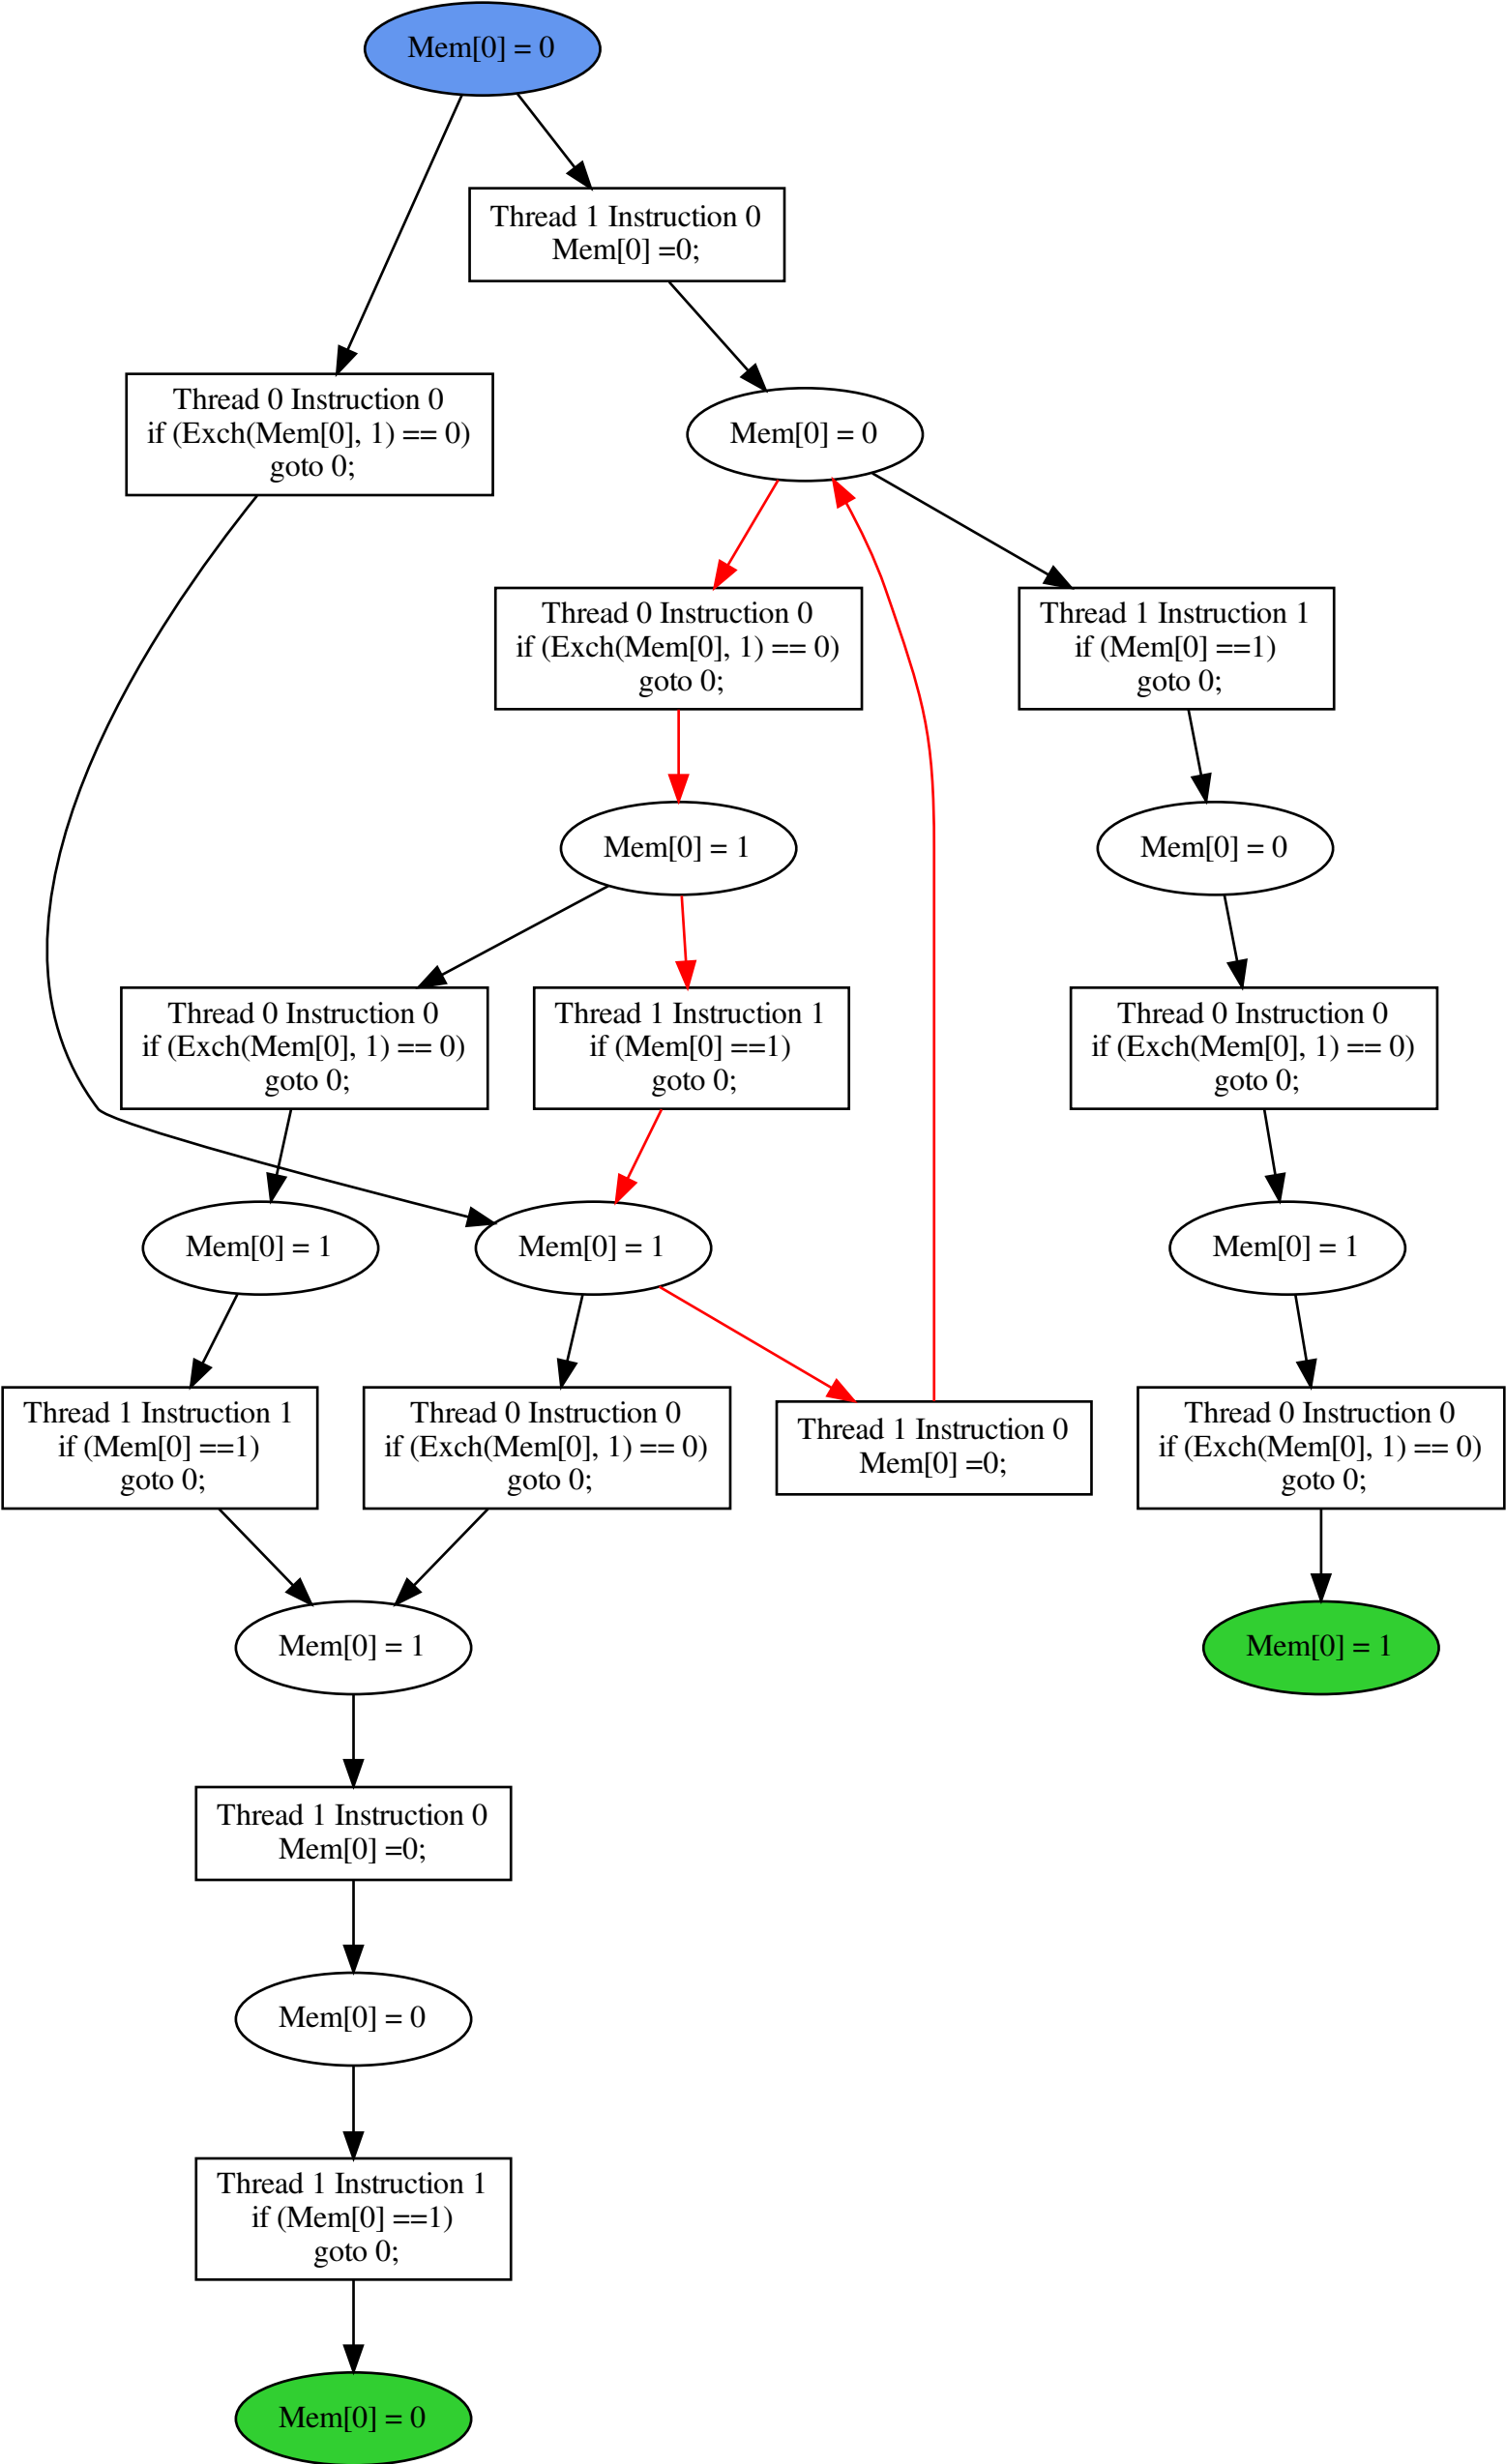 Mem[0] = 0
Thread 1 Instruction 0
Mem[0] =0;
Thread 0 Instruction 0
if (Exch(Mem[0], 1) == 0)
goto 0;
Mem[0] = 0
Thread 0 Instruction 0
if (Exch(Mem[0], 1) == 0)
goto 0;
Thread 1 Instruction 1
if (Mem[0] ==1)
goto 0;
Mem[0] = 1
Mem[0] = 0
Thread 0 Instruction 0
if (Exch(Mem[0], 1) == 0)
goto 0;
Thread 1 Instruction 1
if (Mem[0] ==1)
goto 0;
Thread 0 Instruction 0
if (Exch(Mem[0], 1) == 0)
goto 0;
Mem[0] = 1
Mem[0] = 1
Mem[0] = 1
Thread 1 Instruction 1
if (Mem[0] ==1)
goto 0;
Thread 0 Instruction 0
if (Exch(Mem[0], 1) == 0)
goto 0;
Thread 1 Instruction 0
Mem[0] =0;
Thread 0 Instruction 0
if (Exch(Mem[0], 1) == 0)
goto 0;
Mem[0] = 1
Mem[0] = 1
Thread 1 Instruction 0
Mem[0] =0;
Mem[0] = 0
Thread 1 Instruction 1
if (Mem[0] ==1)
goto 0;
Mem[0] = 0